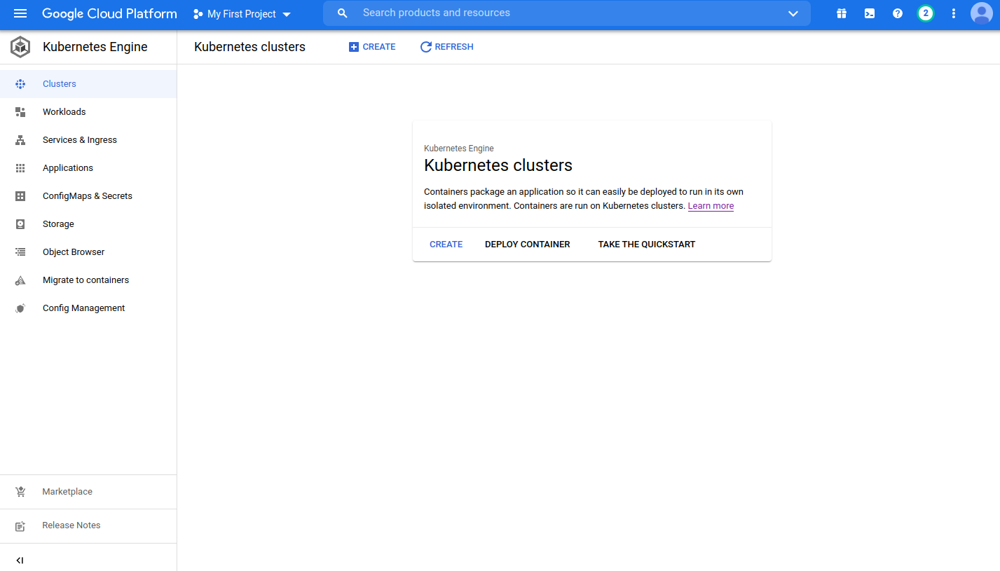 Google Cloud Platform
My First Project
Search products and resources
2
Kubernetes Engine
Kubernetes clusters
CREATE
REFRESH
Clusters
Workloads
Services & Ingress
Applications
ConfigMaps & Secrets
Storage
Object Browser
Migrate to containers
Config Management
Marketplace
Release Notes
Kubernetes Engine
Kubernetes clusters
Containers package an application so it can easily be deployed to run in its own
isolated environment. Containers are run on Kubernetes clusters. Learn more
CREATE
DEPLOY CONTAINER
TAKE THE QUICKSTART